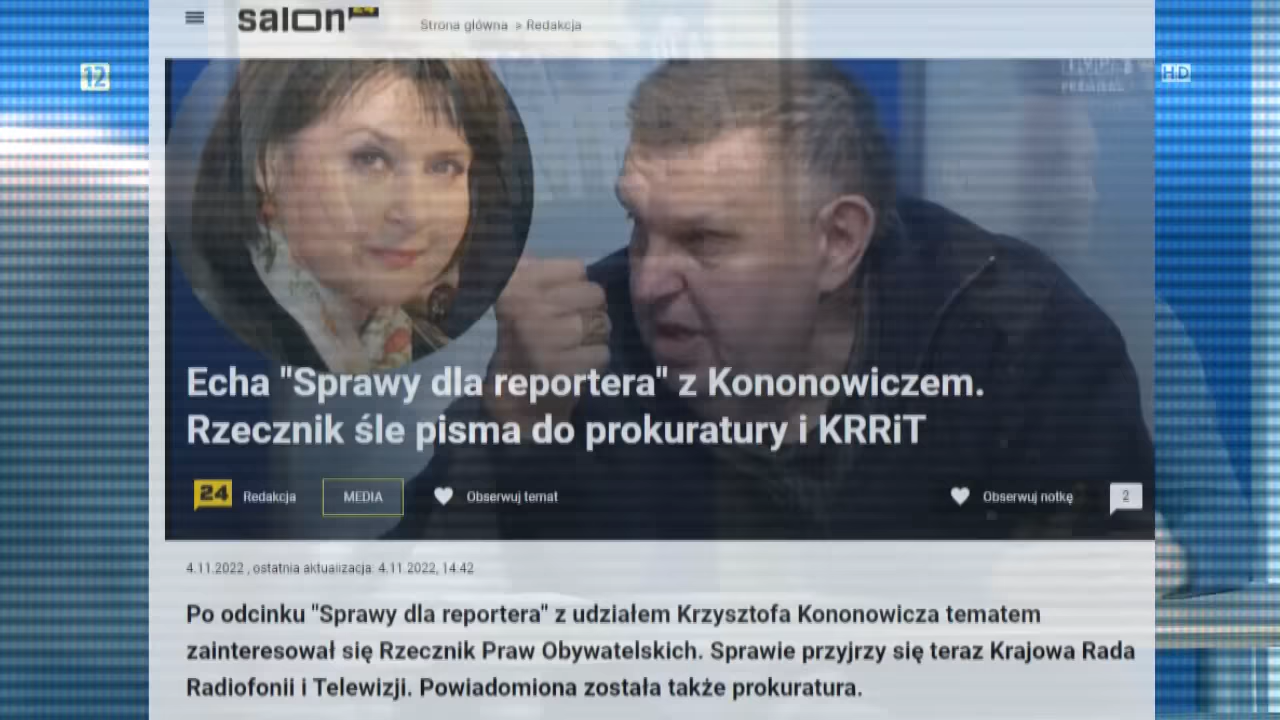 salon24
Strona główna » Redakcja
12
HD
Echa "Sprawy dla reportera" z Kononowiczem.
Rzecznik śle pisma do prokuratury i KRRiT
24 Redakcja MEDIA Obserwuj temat Obserwuj notkę 2
4.11.2022 , ostatnia aktualizacja: 4.11.2022, 14:42
Po odcinku "Sprawy dla reportera" z udziałem Krzysztofa Kononowicza tematem
zainteresował się Rzecznik Praw Obywatelskich. Sprawie przyjrzy się teraz Krajowa Rada
Radiofonii i Telewizji. Powiadomiona została także prokuratura.